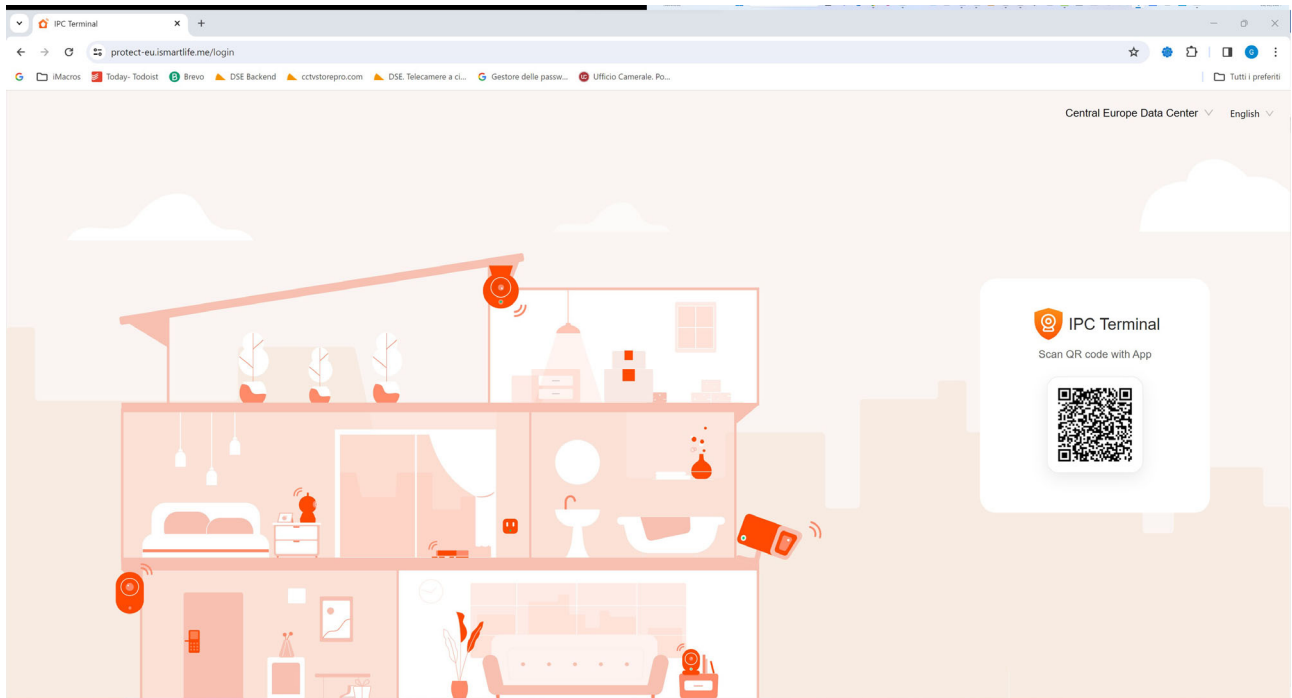 IPC Terminal
protect-eu.ismartlife.me/login
iMacros Today- Todoist Brevo DSE Backend cctvstorepro.com DSE. Telecamere a ci... Gestore delle passw... Ufficio Camerale. Po... Tutti i preferiti
Central Europe Data Center English
IPC Terminal
Scan QR code with App